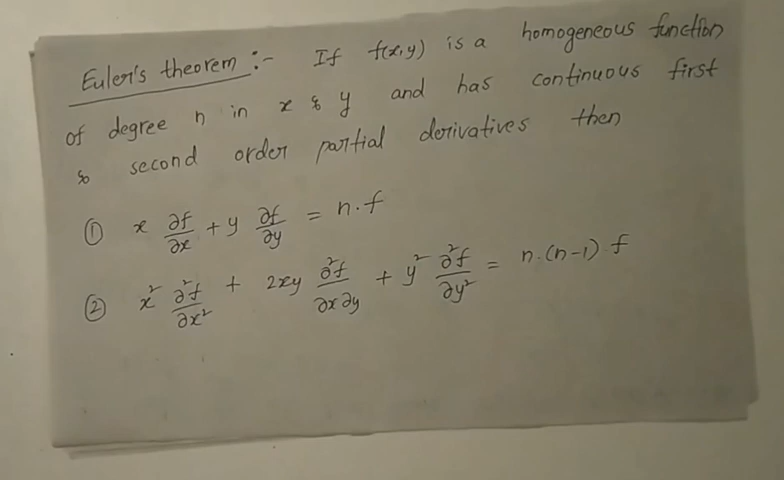 Euler's theorem :- If f(x,y) is a homogeneous function
of degree n in x & y and has continuous first
& second order partial derivatives then
① x ∂f/∂x + y ∂f/∂y = n.f
② x² ∂²f/∂x² + 2xy ∂²f/∂x∂y + y² ∂²f/∂y² = n.(n-1) f